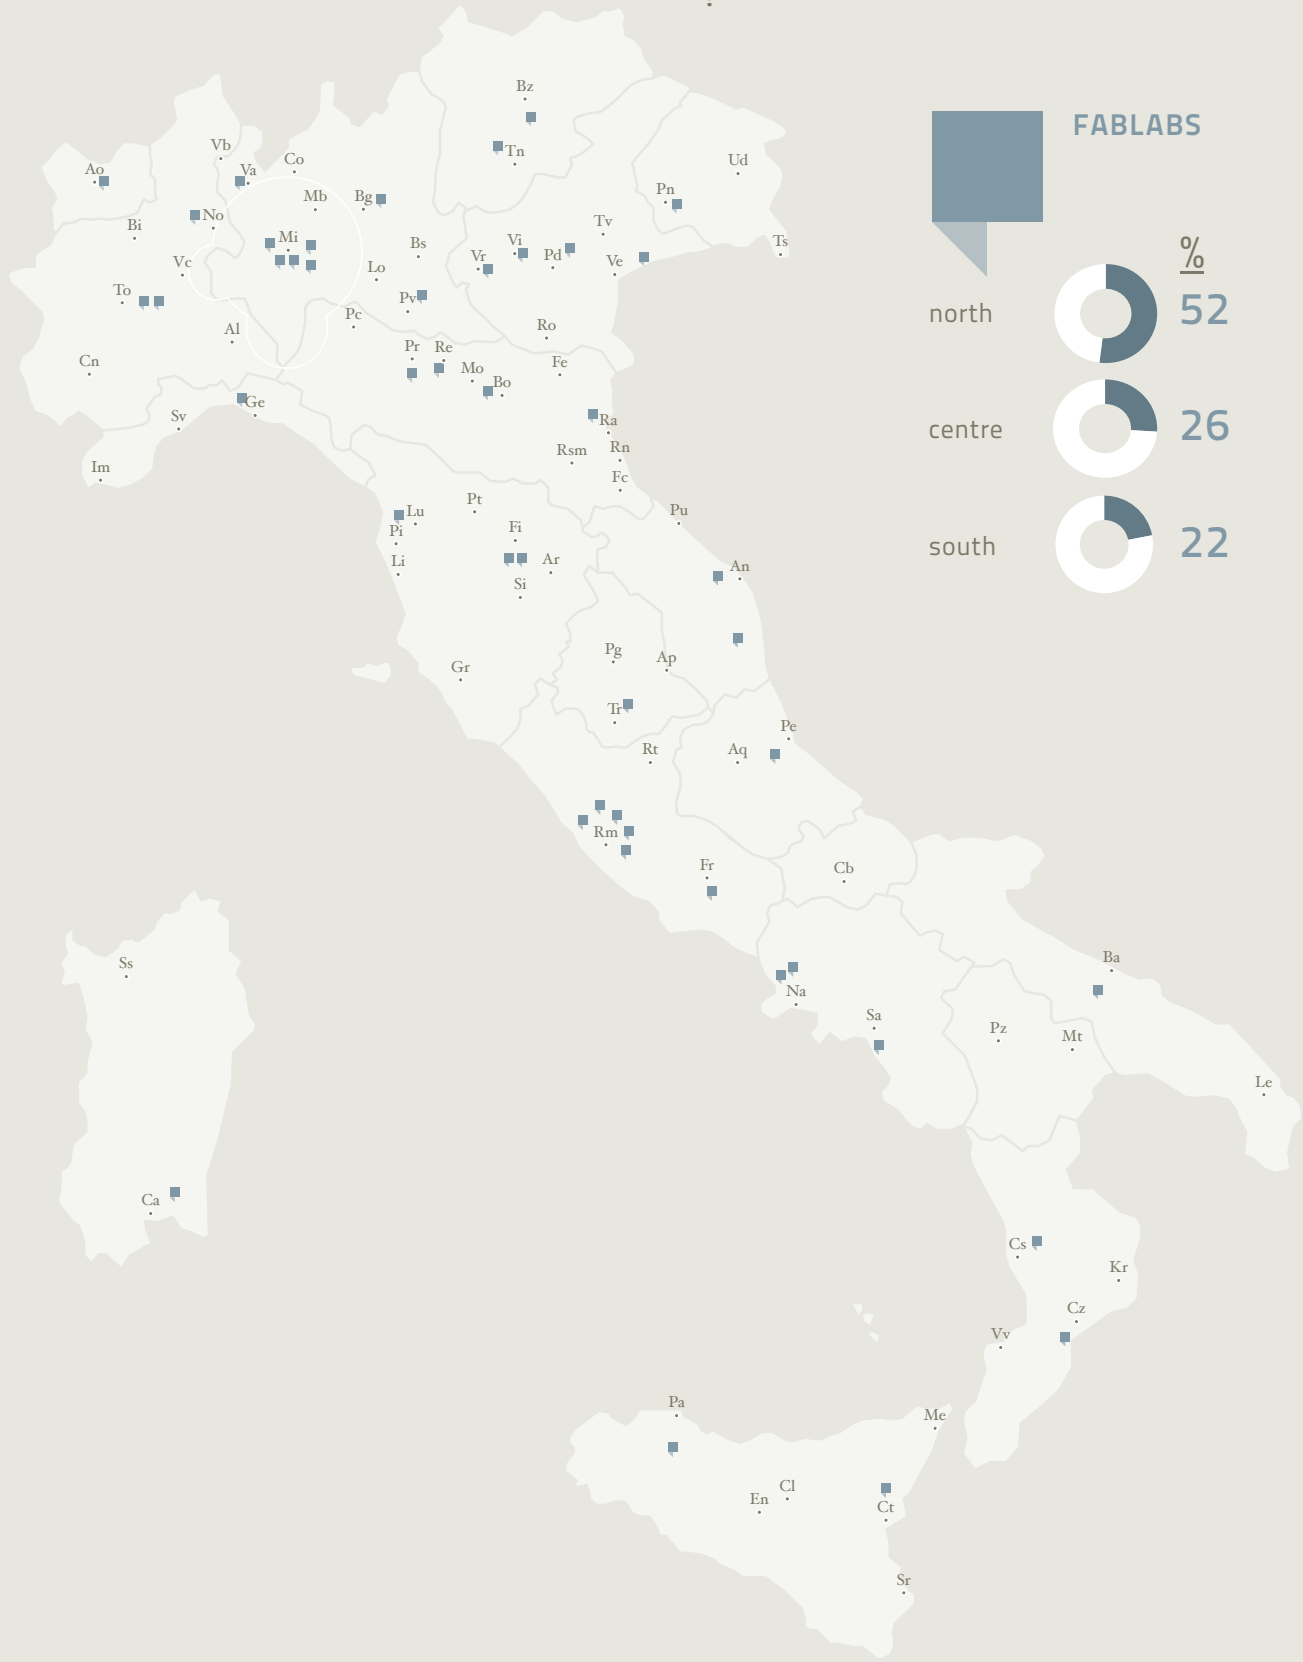 FABLABS
%
north
52
centre
26
south
22
Bz
Tn
Vb
Va
Co
Ao
Ud
Mb
Bg
Pn
No
Bi
Tv
Mi
Bs
Vi
Ts
Vr
Pd
Ve
Vc
Lo
To
Pv
Pc
Al
Ro
Pr
Re
Cn
Mo
Fe
Bo
Ge
Sv
Ra
Rn
Rsm
Im
Fc
Pt
Lu
Pu
Pi
Fi
Li
Ar
An
Si
Pg
Ap
Gr
Tr
Pe
Rt
Aq
Rm
Fr
Cb
Ba
Ss
Na
Sa
Pz
Mt
Le
Ca
Cs
Kr
Cz
Vv
Pa
Me
Cl
En
Ct
Sr